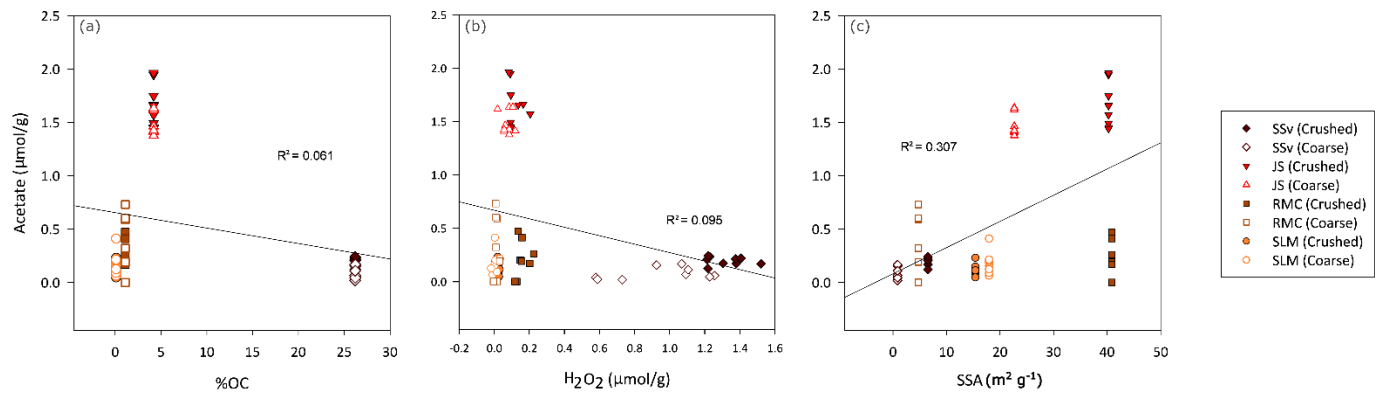 (a)
2.5
2.0
1.5
1.0
0.5
0.0
Acetate (µmol/g)
R² = 0.061
0 5 10 15 20 25 30
%OC
(b)
2.5
2.0
1.5
1.0
0.5
0.0
R² = 0.095
-0.2 0.0 0.2 0.4 0.6 0.8 1.0 1.2 1.4 1.6
H₂O₂ (µmol/g)
(c)
2.5
2.0
1.5
1.0
0.5
0.0
R² = 0.307
0 10 20 30 40 50
SSA (m² g⁻¹)
SSv (Crushed)
SSv (Coarse)
JS (Crushed)
JS (Coarse)
RMC (Crushed)
RMC (Coarse)
SLM (Crushed)
SLM (Coarse)